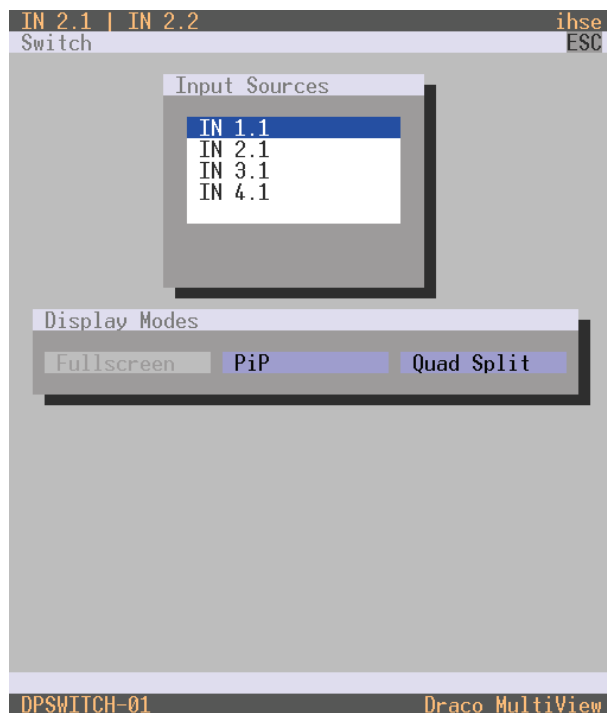 IN 2.1 | IN 2.2 ihse
Switch ESC
Input Sources
IN 1.1
IN 2.1
IN 3.1
IN 4.1
Display Modes
Fullscreen PiP Quad Split
DPSWITCH-01 Draco MultiView